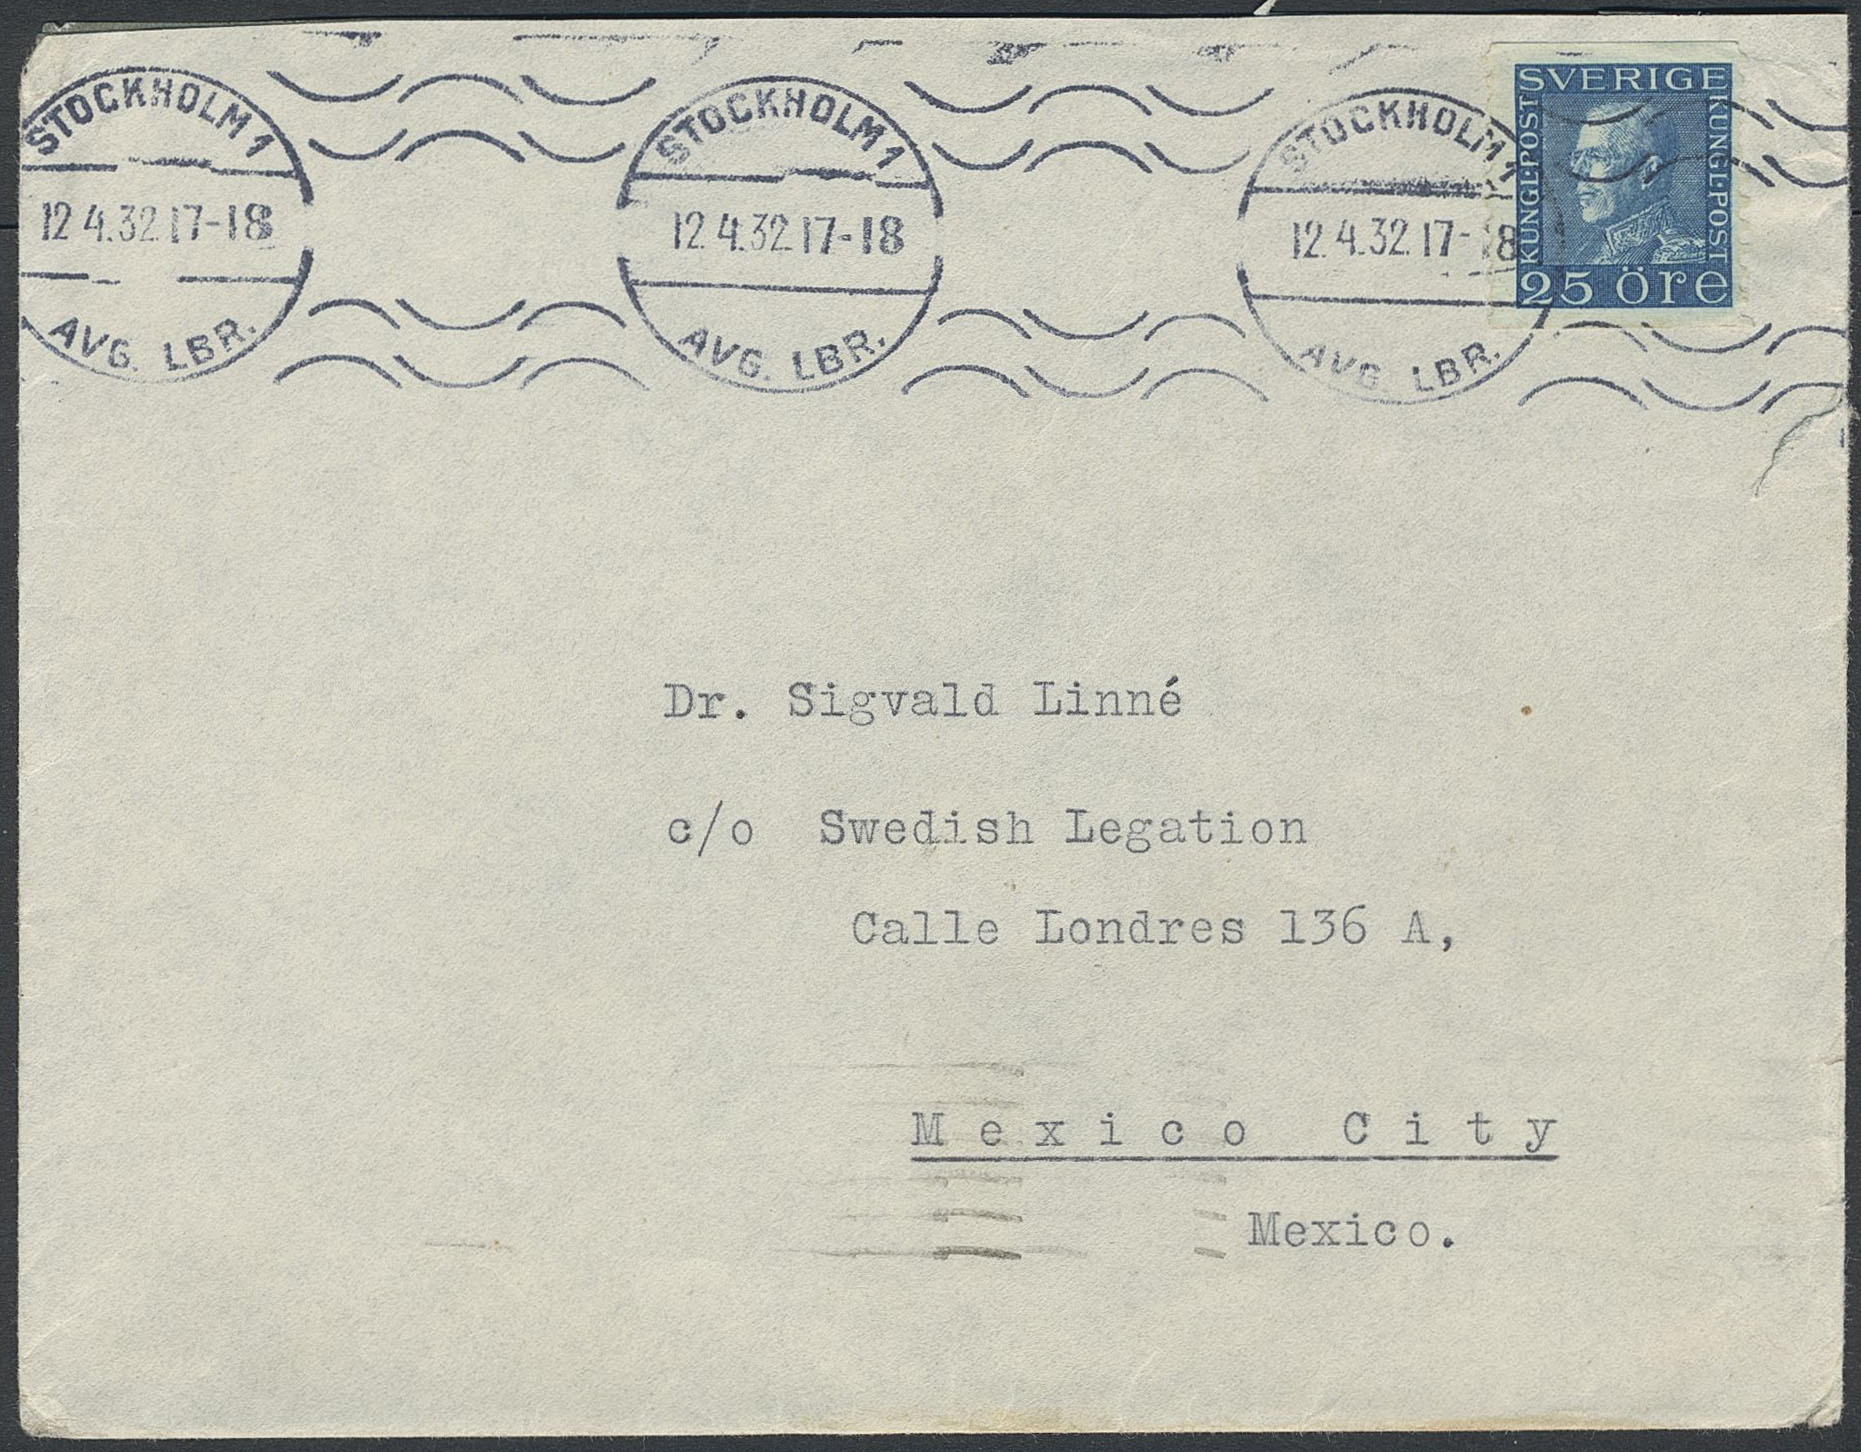 STOCKHOLM 1
12.4.32.17-18
AVG. LBR.
STOCKHOLM 1
12.4.32.17-18
AVG. LBR.
STOCKHOLM 1
12.4.32.17-18
AVG. LBR.
SVERIGE
KUNGL·POST
KUNGL·POST
25 öre
Dr. Sigvald Linné
c/o Swedish Legation
Calle Londres 136 A,
Mexico City
Mexico.